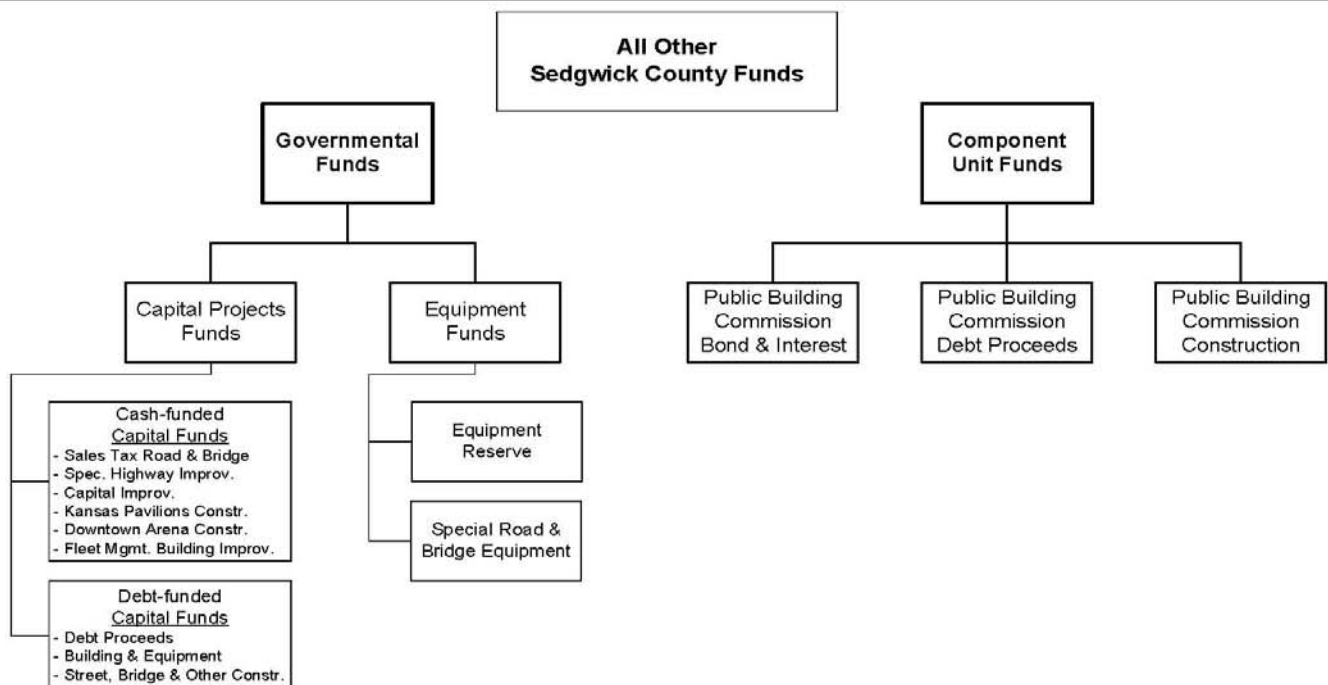 All Other
Sedgwick County Funds
Governmental
Funds
Component
Unit Funds
Capital Projects
Funds
Equipment
Funds
Public Building
Commission
Bond & Interest
Public Building
Commission
Debt Proceeds
Public Building
Commission
Construction
Cash-funded
Capital Funds
- Sales Tax Road & Bridge
- Spec. Highway Improv.
- Capital Improv.
- Kansas Pavilions Constr.
- Downtown Arena Constr.
- Fleet Mgmt. Building Improv.
Equipment
Reserve
Special Road &
Bridge Equipment
Debt-funded
Capital Funds
- Debt Proceeds
- Building & Equipment
- Street, Bridge & Other Constr.